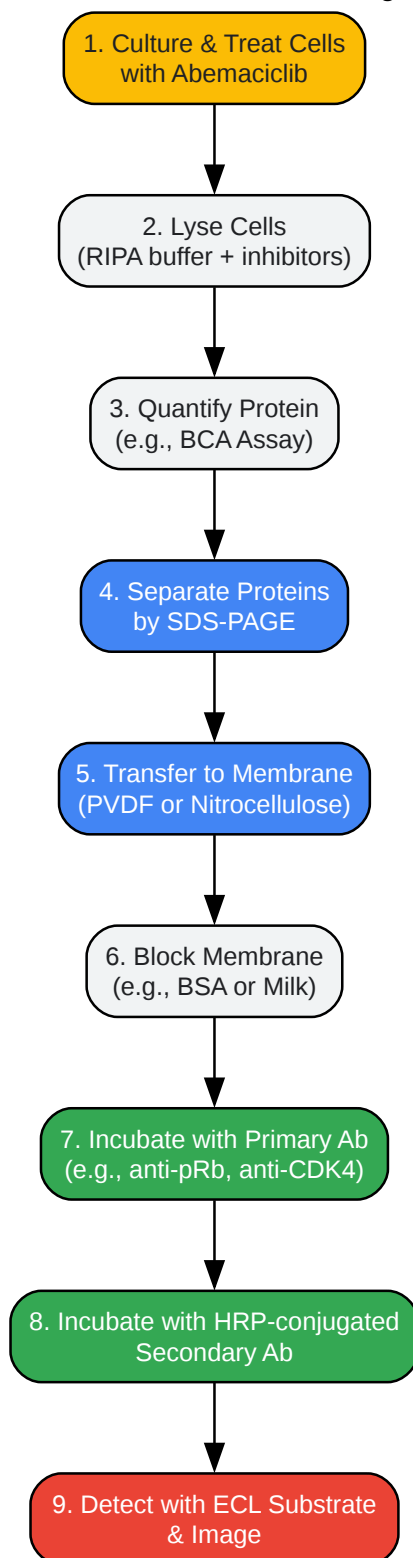 1. Culture & Treat Cells
with Abemaciclib
2. Lyse Cells
(RIPA buffer + inhibitors)
3. Quantify Protein
(e.g., BCA Assay)
4. Separate Proteins
by SDS-PAGE
5. Transfer to Membrane
(PVDF or Nitrocellulose)
6. Block Membrane
(e.g., BSA or Milk)
7. Incubate with Primary Ab
(e.g., anti-pRb, anti-CDK4)
8. Incubate with HRP-conjugated
Secondary Ab
9. Detect with ECL Substrate
& Image